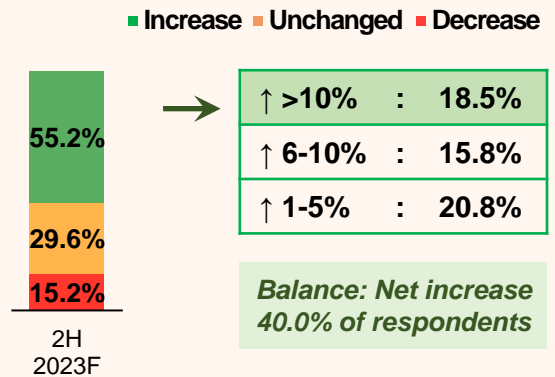 Increase Unchanged Decrease
55.2%
29.6%
15.2%
2H
2023F
↑ >10% : 18.5%
↑ 6-10% : 15.8%
↑ 1-5% : 20.8%
Balance: Net increase
40.0% of respondents